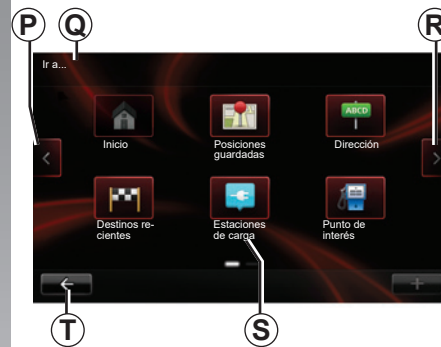 P Q R
Ir a...
ABCD
Inicio Posiciones Dirección
guardadas
Destinos re- Estaciones Punto de
cientes de carga interés
T S